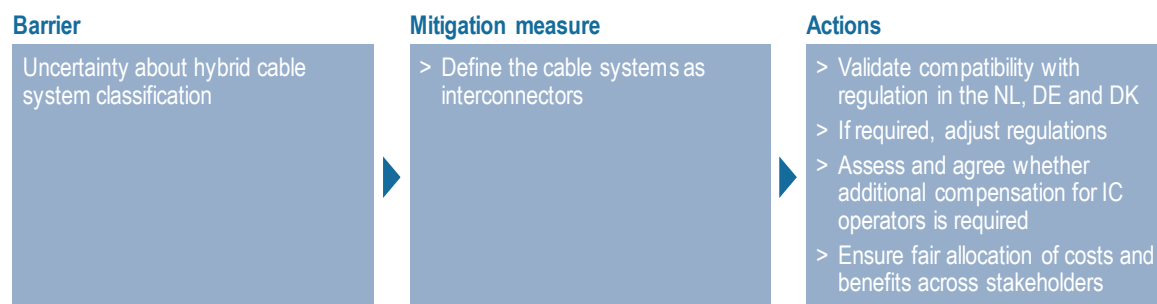 Barrier
Uncertainty about hybrid cable
system classification
Mitigation measure
> Define the cable systems as
interconnectors
Actions
> Validate compatibility with
regulation in the NL, DE and DK
> If required, adjust regulations
> Assess and agree whether
additional compensation for IC
operators is required
> Ensure fair allocation of costs and
benefits across stakeholders